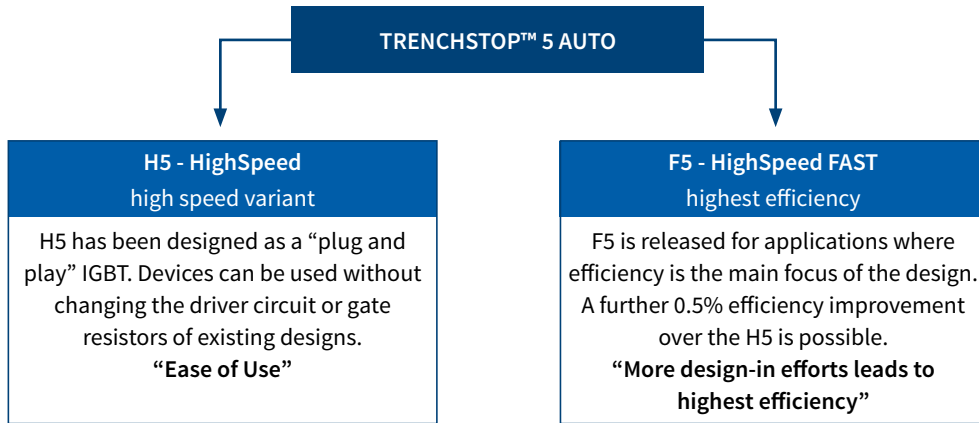 TRENCHSTOP™ 5 AUTO
H5 - HighSpeed
high speed variant
H5 has been designed as a “plug and
play” IGBT. Devices can be used without
changing the driver circuit or gate
resistors of existing designs.
“Ease of Use”
F5 - HighSpeed FAST
highest efficiency
F5 is released for applications where
efficiency is the main focus of the design.
A further 0.5% efficiency improvement
over the H5 is possible.
“More design-in efforts leads to
highest efficiency”